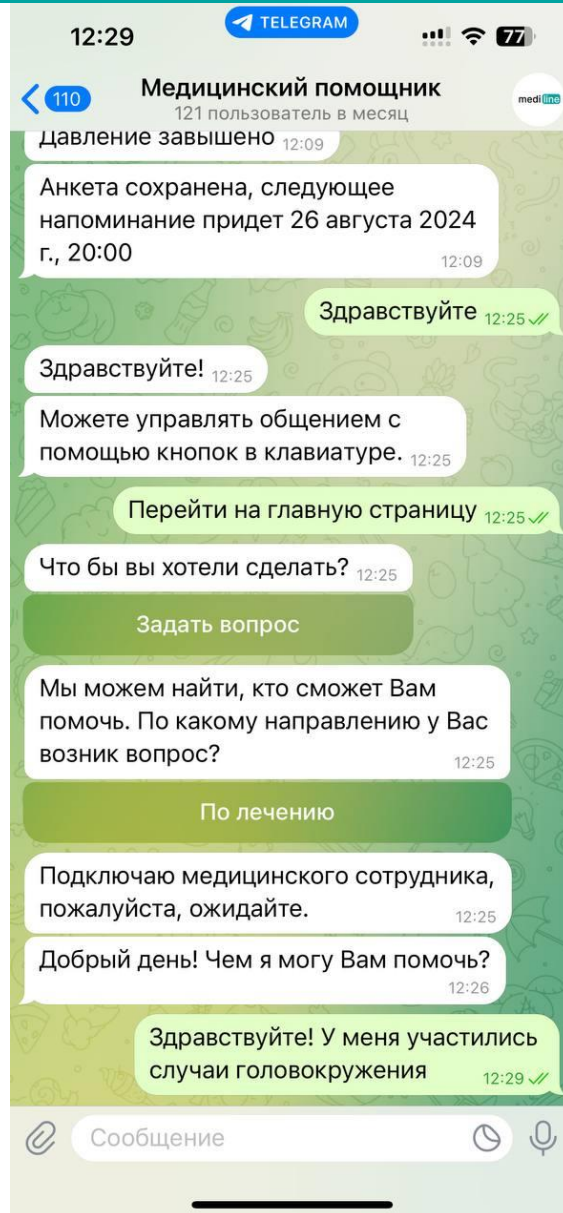 12:29
TELEGRAM
77
110
Медицинский помощник
121 пользователь в месяц
mediline
Давление завышено 12:09
Анкета сохранена, следующее
напоминание придет 26 августа 2024
г., 20:00
12:09
Здравствуйте 12:25
Здравствуйте! 12:25
Можете управлять общением с
помощью кнопок в клавиатуре. 12:25
Перейти на главную страницу 12:25
Что бы вы хотели сделать? 12:25
Задать вопрос
Мы можем найти, кто сможет Вам
помочь. По какому направлению у Вас
возник вопрос?
12:25
По лечению
Подключаю медицинского сотрудника,
пожалуйста, ожидайте.
12:25
Добрый день! Чем я могу Вам помочь?
12:26
Здравствуйте! У меня участились
случаи головокружения 12:29
Сообщение